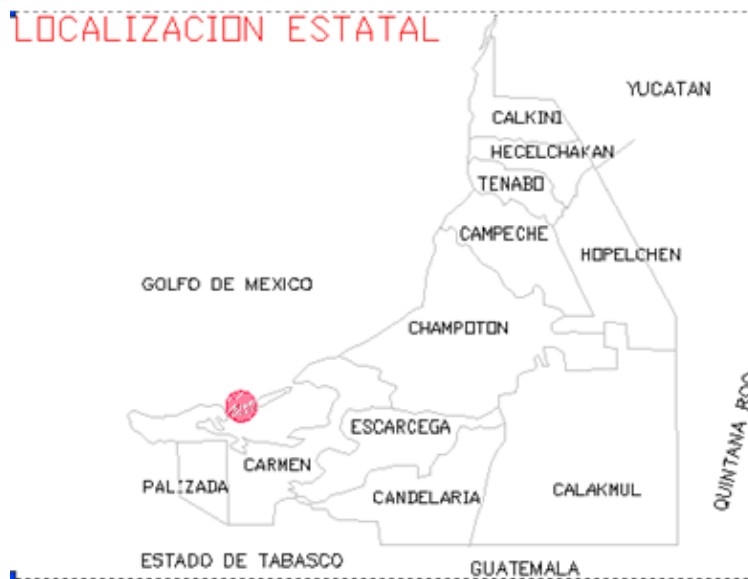 LOCALIZACION ESTATAL
YUCATAN
CALKINI
HECELCHAKAN
TENABO
CAMPECHE
HOPELCHEN
GOLFO DE MEXICO
CHAMPOTON
QUINTANA ROO
ESCARCEGA
CARMEN
PALIZADA
CANDELARIA
CALAKMUL
ESTADO DE TABASCO
GUATEMALA